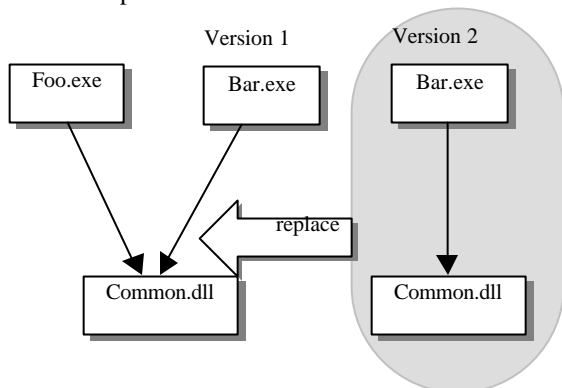 Version 1
Version 2
Foo.exe
Bar.exe
Bar.exe
replace
Common.dll
Common.dll